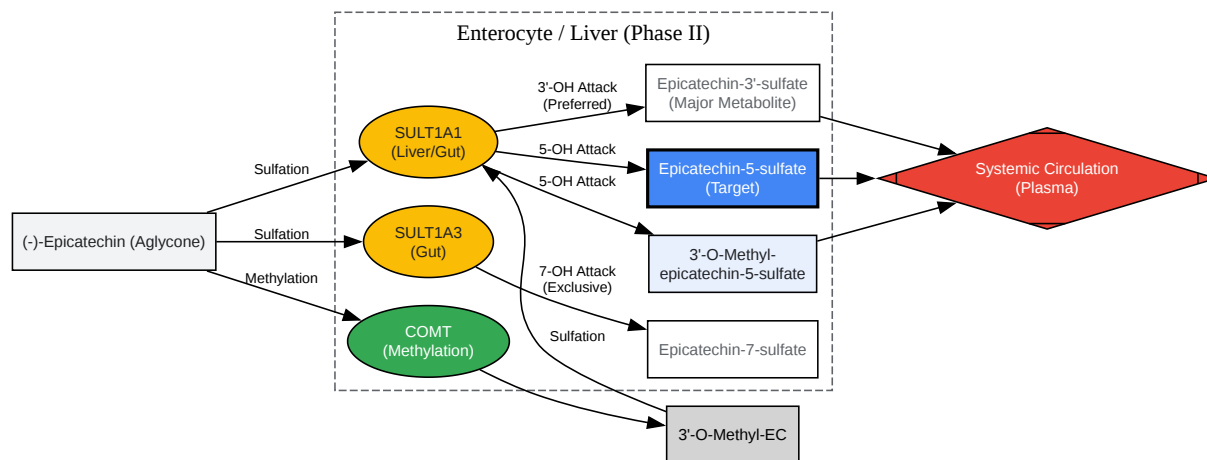 Enterocyte / Liver (Phase II)
(-)-Epicatechin (Aglycone)
Sulfation
Sulfation
Methylation
SULT1A1
(Liver/Gut)
SULT1A3
(Gut)
COMT
(Methylation)
3'-OH Attack
(Preferred)
5-OH Attack
5-OH Attack
7-OH Attack
(Exclusive)
Sulfation
Epicatechin-3'-sulfate
(Major Metabolite)
Epicatechin-5-sulfate
(Target)
3'-O-Methyl-
epicatechin-5-sulfate
Epicatechin-7-sulfate
3'-O-Methyl-EC
Systemic Circulation
(Plasma)